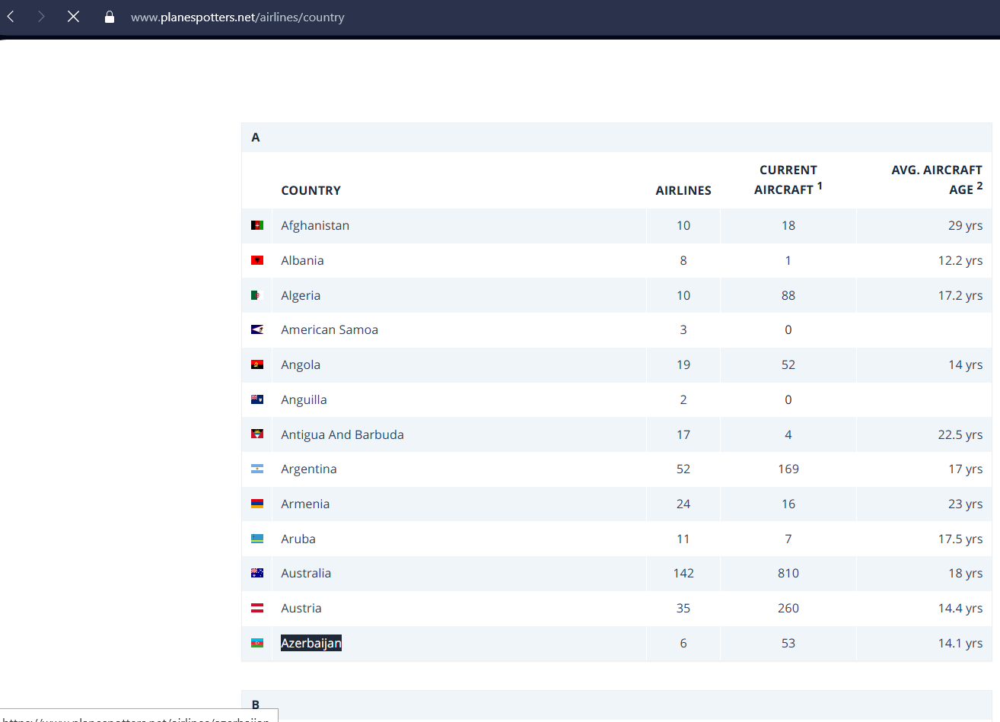 www.planespotters.net/airlines/country
A
COUNTRY AIRLINES CURRENT AIRCRAFT 1 AVG. AIRCRAFT AGE 2
Afghanistan 10 18 29 yrs
Albania 8 1 12.2 yrs
Algeria 10 88 17.2 yrs
American Samoa 3 0
Angola 19 52 14 yrs
Anguilla 2 0
Antigua And Barbuda 17 4 22.5 yrs
Argentina 52 169 17 yrs
Armenia 24 16 23 yrs
Aruba 11 7 17.5 yrs
Australia 142 810 18 yrs
Austria 35 260 14.4 yrs
Azerbaijan 6 53 14.1 yrs
B
https://www.planespotters.net/airlines/azerbaijan